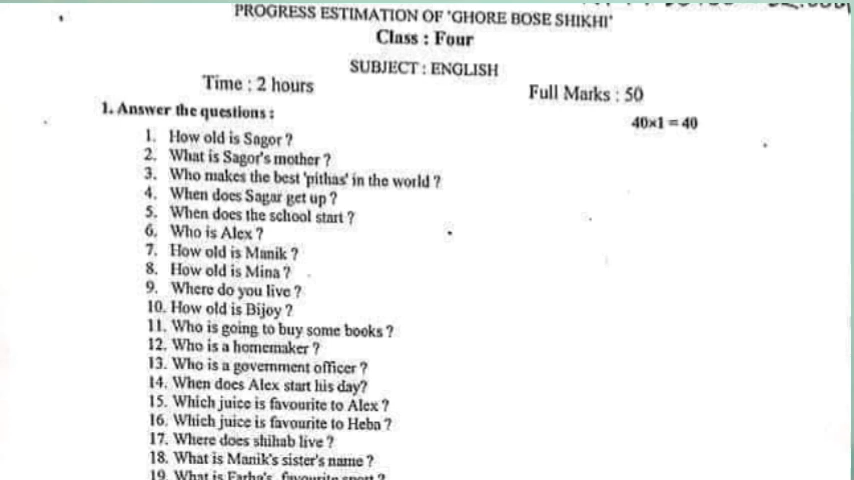 PROGRESS ESTIMATION OF 'GHORE BOSE SHIKHI'
Class : Four
SUBJECT : ENGLISH
Time : 2 hours Full Marks : 50
1. Answer the questions : 40×1 = 40
1. How old is Sagor ?
2. What is Sagor's mother ?
3. Who makes the best 'pithas' in the world ?
4. When does Sagar get up ?
5. When does the school start ?
6. Who is Alex ?
7. How old is Manik ?
8. How old is Mina ?
9. Where do you live ?
10. How old is Bijoy ?
11. Who is going to buy some books ?
12. Who is a homemaker ?
13. Who is a government officer ?
14. When does Alex start his day?
15. Which juice is favourite to Alex ?
16. Which juice is favourite to Heba ?
17. Where does shihab live ?
18. What is Manik's sister's name ?
19. What is Farha's favourite sport ?